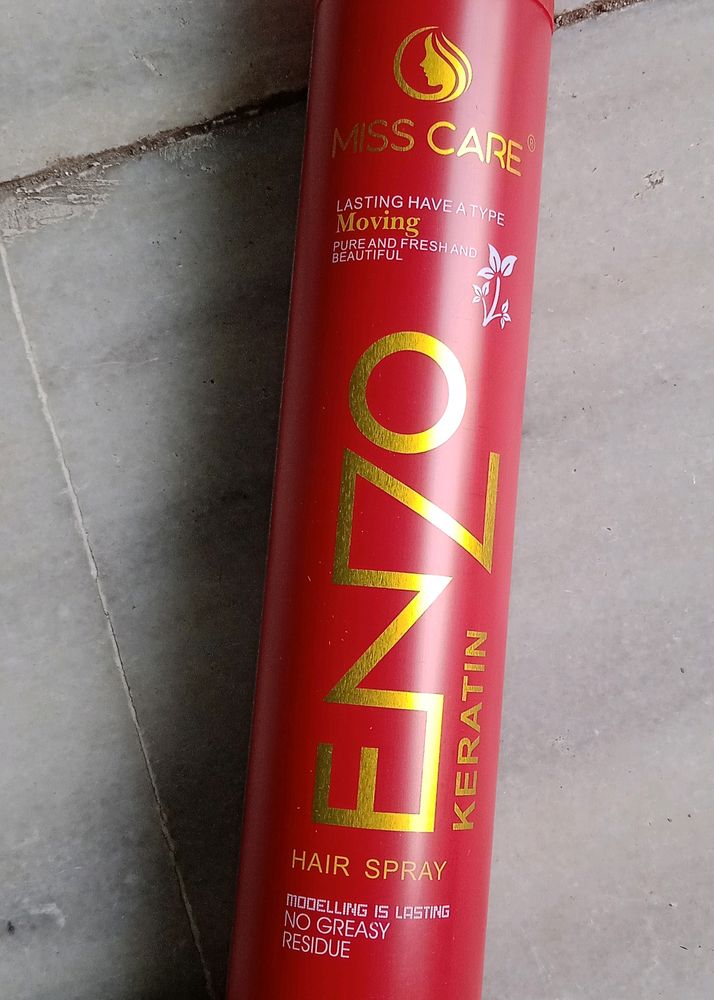 MISS CARE®
LASTING HAVE A TYPE
Moving
PURE AND FRESH AND
BEAUTIFUL
ENZO
KERATIN
HAIR SPRAY
MODELLING IS LASTING
NO GREASY
RESIDUE